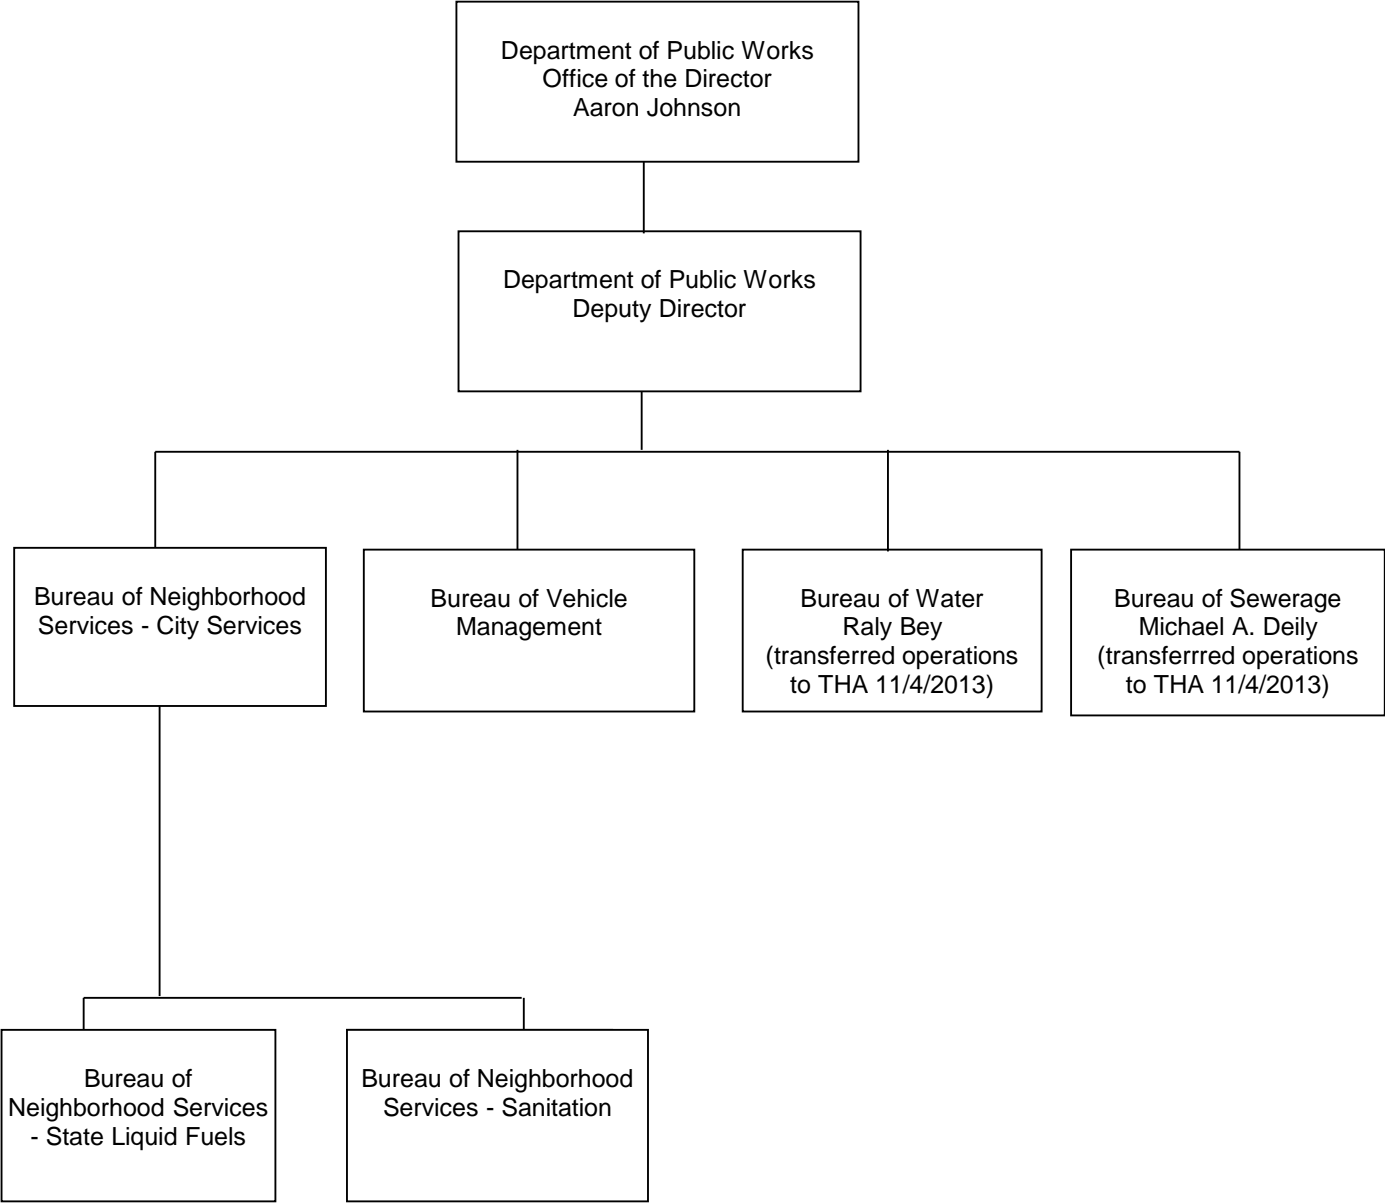 Department of Public Works
Office of the Director
Aaron Johnson
Department of Public Works
Deputy Director
Bureau of Neighborhood
Services - City Services
Bureau of Vehicle
Management
Bureau of Water
Raly Bey
(transferred operations
to THA 11/4/2013)
Bureau of Sewerage
Michael A. Deily
(transferrred operations
to THA 11/4/2013)
Bureau of
Neighborhood Services
- State Liquid Fuels
Bureau of Neighborhood
Services - Sanitation